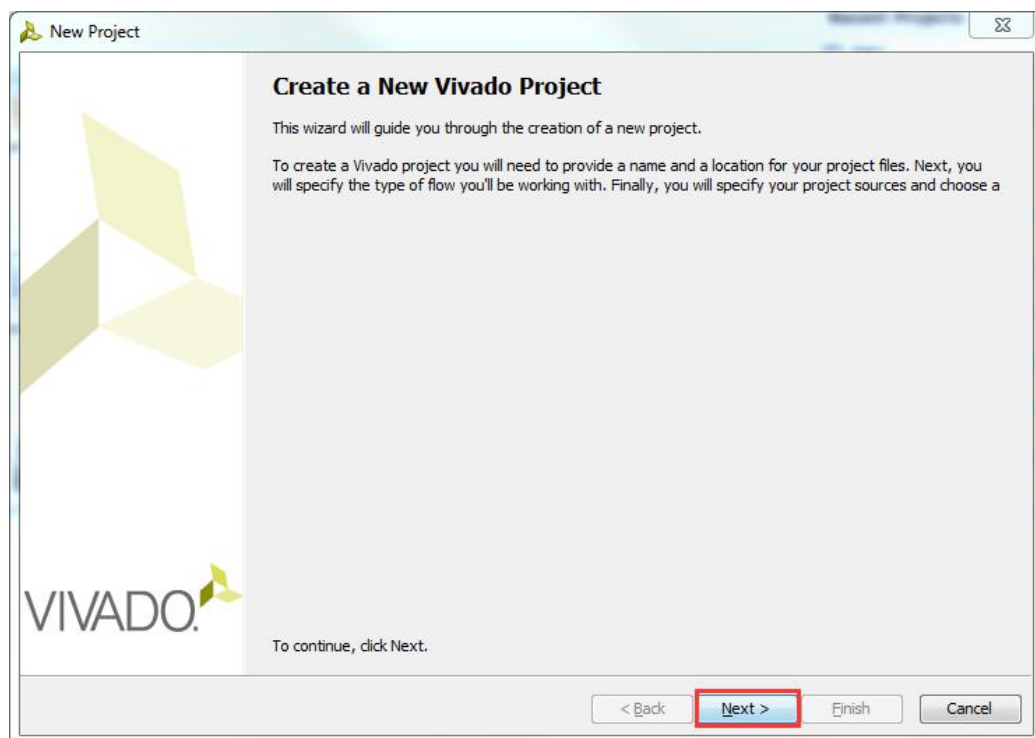 New Project
Create a New Vivado Project
This wizard will guide you through the creation of a new project.
To create a Vivado project you will need to provide a name and a location for your project files. Next, you
will specify the type of flow you'll be working with. Finally, you will specify your project sources and choose a
VIVADO.
To continue, click Next.
< Back Next > Finish Cancel